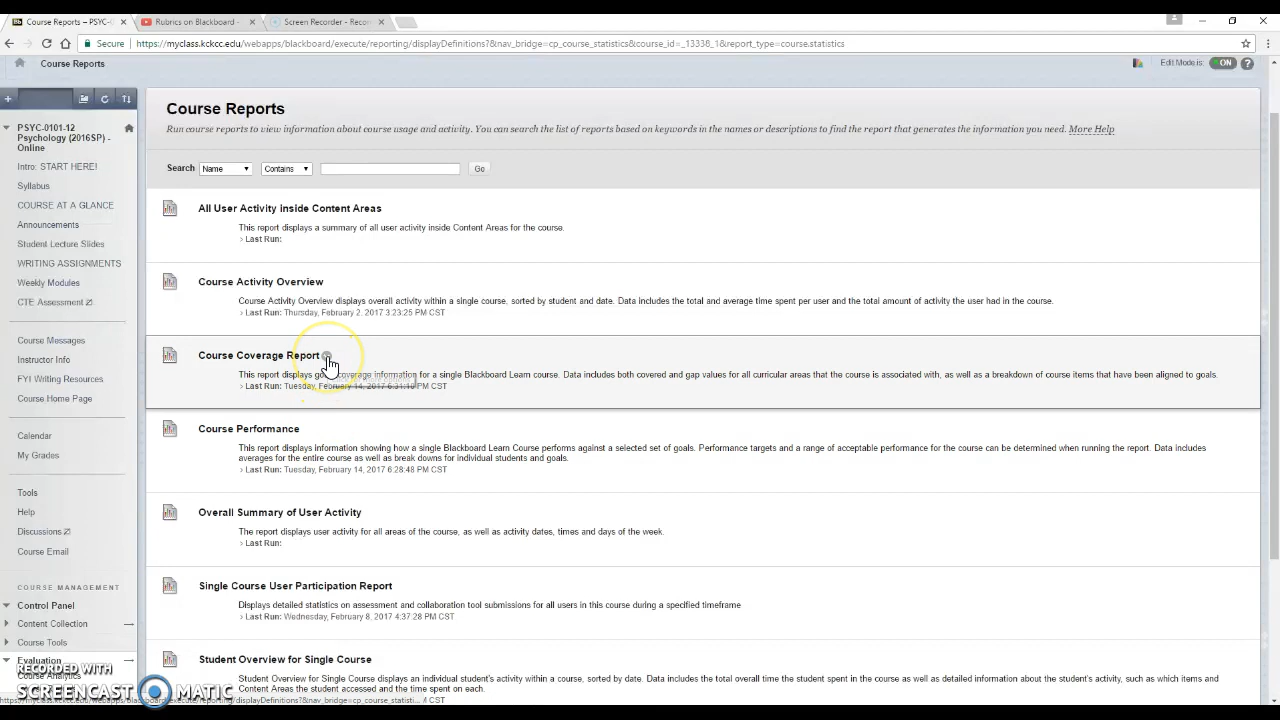 Course Reports – PSYC-
Rubrics on Blackboard -
Screen Recorder - Reco
Secure
https://myclass.kckcc.edu/webapps/blackboard/execute/reporting/displayDefinitions?&nav_bridge=cp_course_statistics&course_id=_13338_1&report_type=course.statistics
Course Reports
Edit Mode is: ON ?
PSYC-0101-12
Psychology (2016SP) -
Online
Intro: START HERE!
Syllabus
COURSE AT A GLANCE
Announcements
Student Lecture Slides
WRITING ASSIGNMENTS
Weekly Modules
CTE Assessment
Course Messages
Instructor Info
FYI Writing Resources
Course Home Page
Calendar
My Grades
Tools
Help
Discussions
Course Email
COURSE MANAGEMENT
Control Panel
Content Collection
Course Tools
Evaluation
Course Analytics
Course Reports
Run course reports to view information about course usage and activity. You can search the list of reports based on keywords in the names or descriptions to find the report that generates the information you need. More Help
Search Name Contains Go
All User Activity inside Content Areas
This report displays a summary of all user activity inside Content Areas for the course.
Last Run:
Course Activity Overview
Course Activity Overview displays overall activity within a single course, sorted by student and date. Data includes the total and average time spent per user and the total amount of activity the user had in the course.
Last Run: Thursday, February 2, 2017 3:23:25 PM CST
Course Coverage Report
This report displays goal coverage information for a single Blackboard Learn course. Data includes both covered and gap values for all curricular areas that the course is associated with, as well as a breakdown of course items that have been aligned to goals.
Last Run: Tuesday, February 14, 2017 PM CST
Course Performance
This report displays information showing how a single Blackboard Learn Course performs against a selected set of goals. Performance targets and a range of acceptable performance for the course can be determined when running the report. Data includes
averages for the entire course as well as break downs for individual students and goals.
Last Run: Tuesday, February 14, 2017 6:28:48 PM CST
Overall Summary of User Activity
The report displays user activity for all areas of the course, as well as activity dates, times and days of the week.
Last Run:
Single Course User Participation Report
Displays detailed statistics on assessment and collaboration tool submissions for all users in this course during a specified timeframe
Last Run: Wednesday, February 8, 2017 4:37:28 PM CST
Student Overview for Single Course
Student Overview for Single Course displays an individual student's activity within a course, sorted by date. Data includes the total overall time the student spent in the course as well as detailed information about the student's activity, such as which items and
Content Areas the student accessed and the time spent on each.
M CST
RECORDED WITH
SCREENCAST MATIC
https://myclass.kckcc.edu/webapps/blackboard/execute/reporting/displayDefinitions?&nav_bridge=cp_course_statisti...